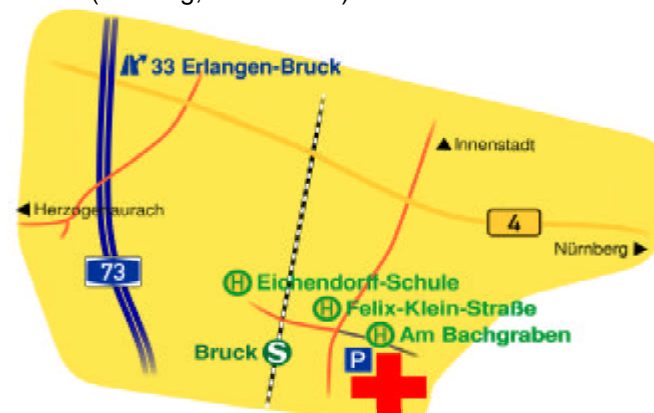 33 Erlangen-Bruck
▲ Innenstadt
◄ Herzogenaurach
4
Nürnberg ►
73
H Eichendorff-Schule
H Felix-Klein-Straße
H Am Bachgraben
Bruck S
P